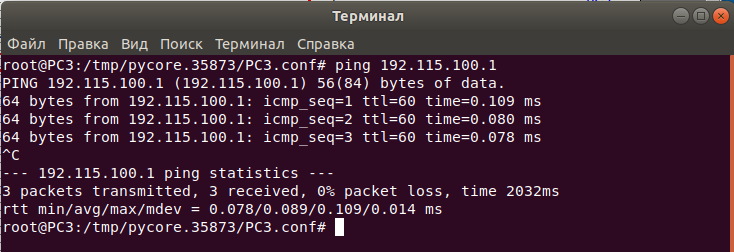 Терминал
Файл Правка Вид Поиск Терминал Справка
root@PC3:/tmp/pycore.35873/PC3.conf# ping 192.115.100.1
PING 192.115.100.1 (192.115.100.1) 56(84) bytes of data.
64 bytes from 192.115.100.1: icmp_seq=1 ttl=60 time=0.109 ms
64 bytes from 192.115.100.1: icmp_seq=2 ttl=60 time=0.080 ms
64 bytes from 192.115.100.1: icmp_seq=3 ttl=60 time=0.078 ms
^C
--- 192.115.100.1 ping statistics ---
3 packets transmitted, 3 received, 0% packet loss, time 2032ms
rtt min/avg/max/mdev = 0.078/0.089/0.109/0.014 ms
root@PC3:/tmp/pycore.35873/PC3.conf#